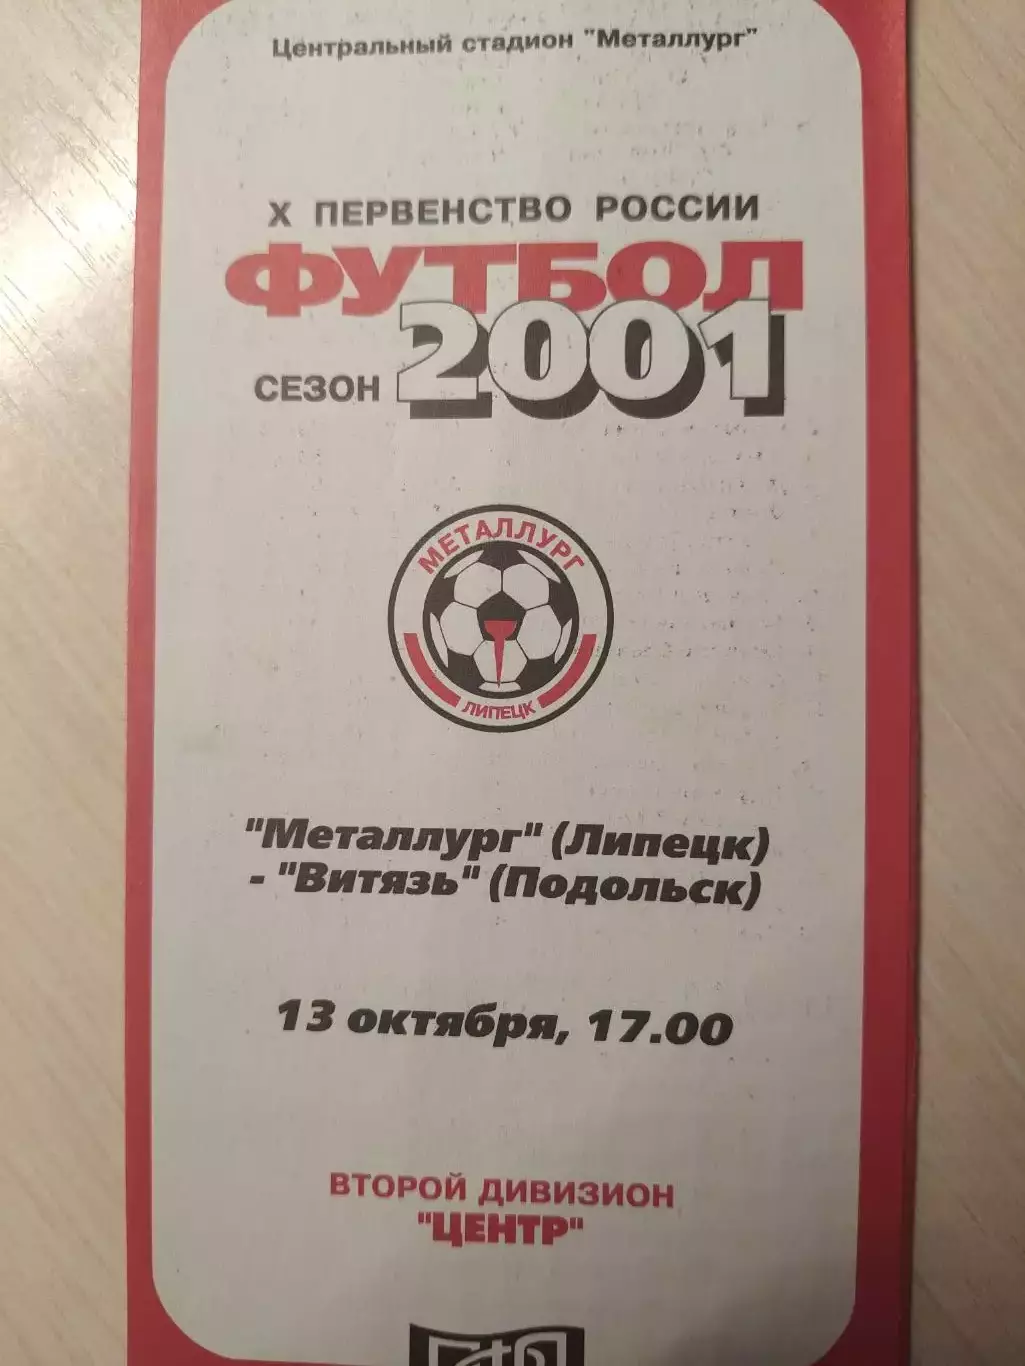 Центральный стадион "Металлург"
X ПЕРВЕНСТВО РОССИИ
ФУТБОЛ
СЕЗОН 2001
МЕТАЛЛУРГ
ЛИПЕЦК
"Металлург" (Липецк)
- "Витязь" (Подольск)
13 октября, 17.00
ВТОРОЙ ДИВИЗИОН
"ЦЕНТР"